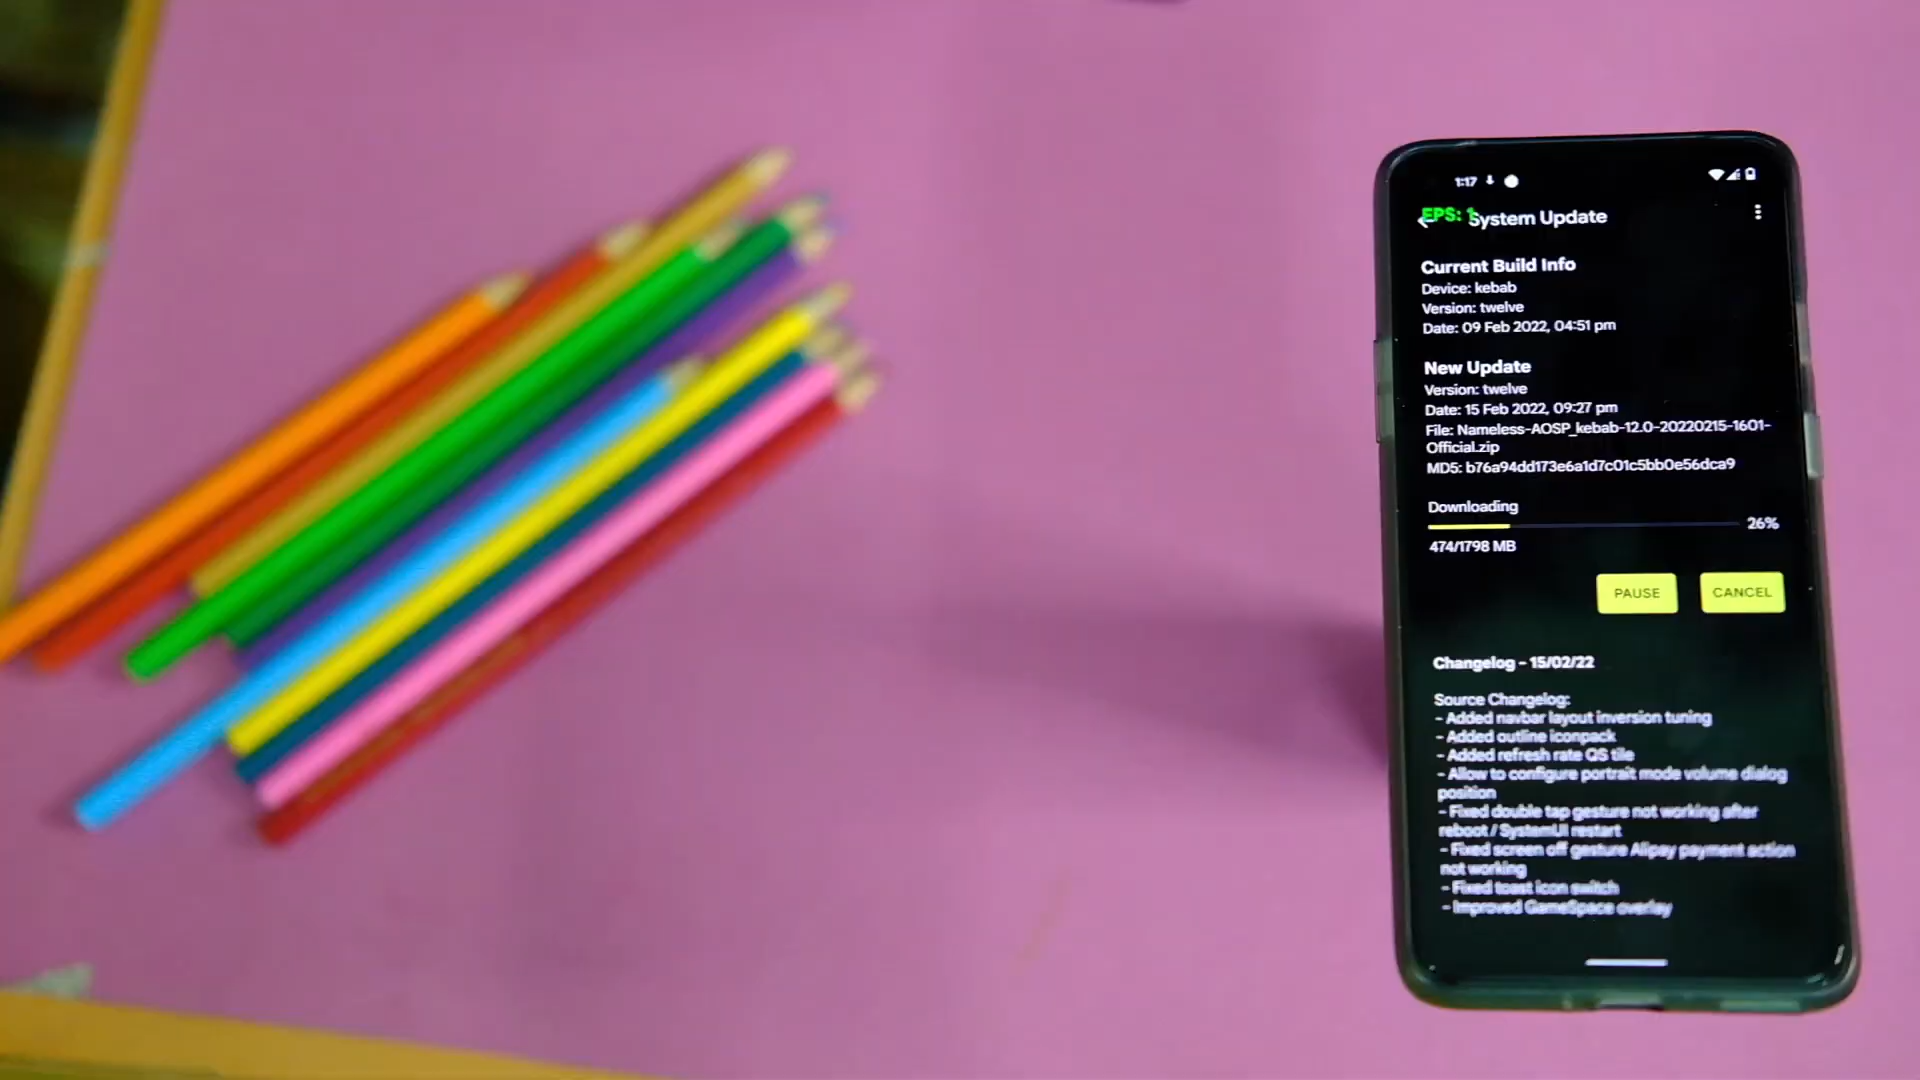 1:17
FPS: 1
System Update
Current Build Info
Device: kebab
Version: twelve
Date: 09 Feb 2022, 04:51 pm
New Update
Version: twelve
Date: 15 Feb 2022, 09:27 pm
File: Nameless-AOSP_kebab-12.0-20220215-1601-
Official.zip
MD5: b76a94dd173e6a1d7c01c5bb0e56dca9
Downloading
26%
474/1798 MB
PAUSE
CANCEL
Changelog - 15/02/22
Source Changelog:
- Added navbar layout inversion tuning
- Added outline iconpack
- Added refresh rate QS tile
- Allow to configure portrait mode volume dialog
position
- Fixed double tap gesture not working after
reboot / SystemUI restart
- Fixed screen off gesture Alipay payment action
not working
- Fixed toast icon switch
- Improved GameSpace overlay